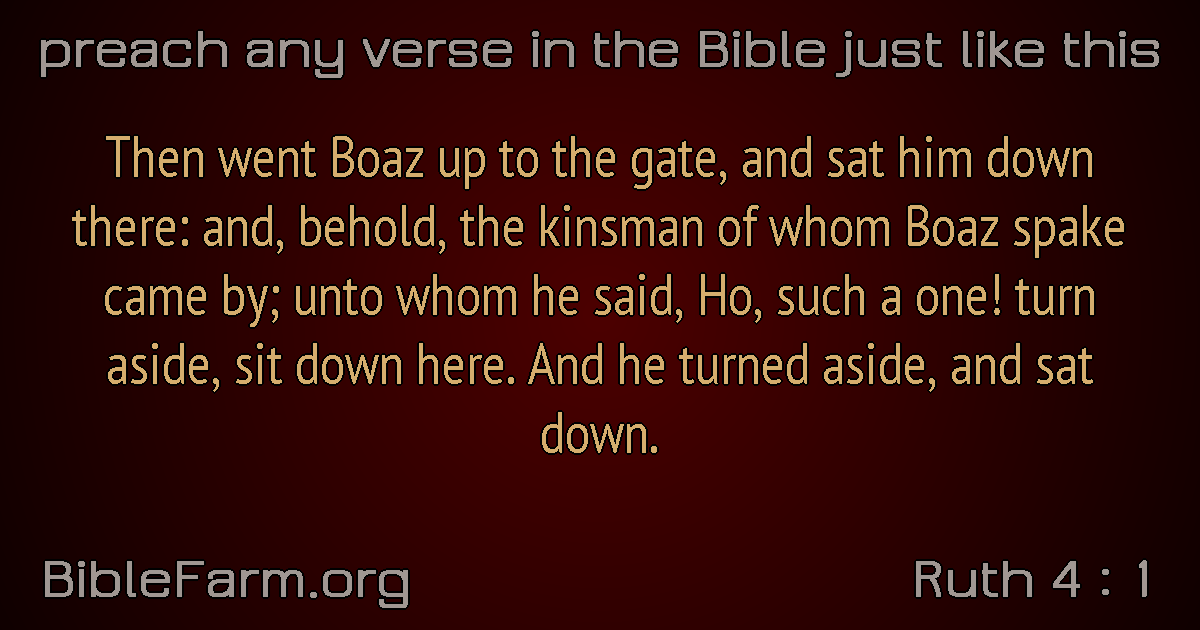 preach any verse in the Bible just like this
Then went Boaz up to the gate, and sat him down
there: and, behold, the kinsman of whom Boaz spake
came by; unto whom he said, Ho, such a one! turn
aside, sit down here. And he turned aside, and sat
down.
BibleFarm.org
Ruth 4 : 1